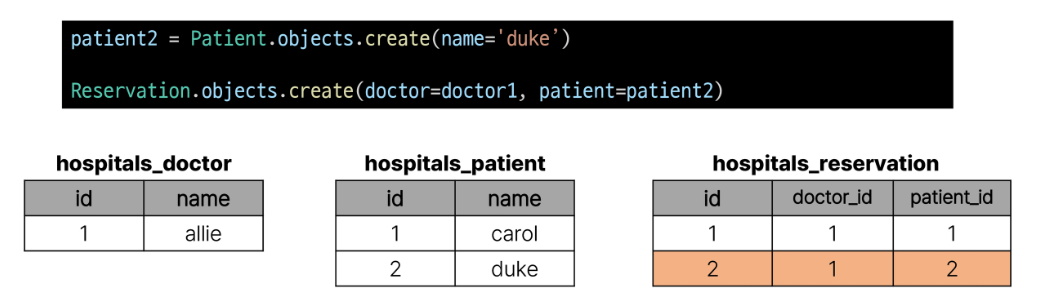 patient2 = Patient.objects.create(name='duke’)
Reservation.objects.create(doctor=doctor1, patient=patient2)
hospitals_doctor
id name
1 allie
hospitals_patient
id name
1 carol
2 duke
hospitals_reservation
id doctor_id patient_id
1 1 1
2 1 2